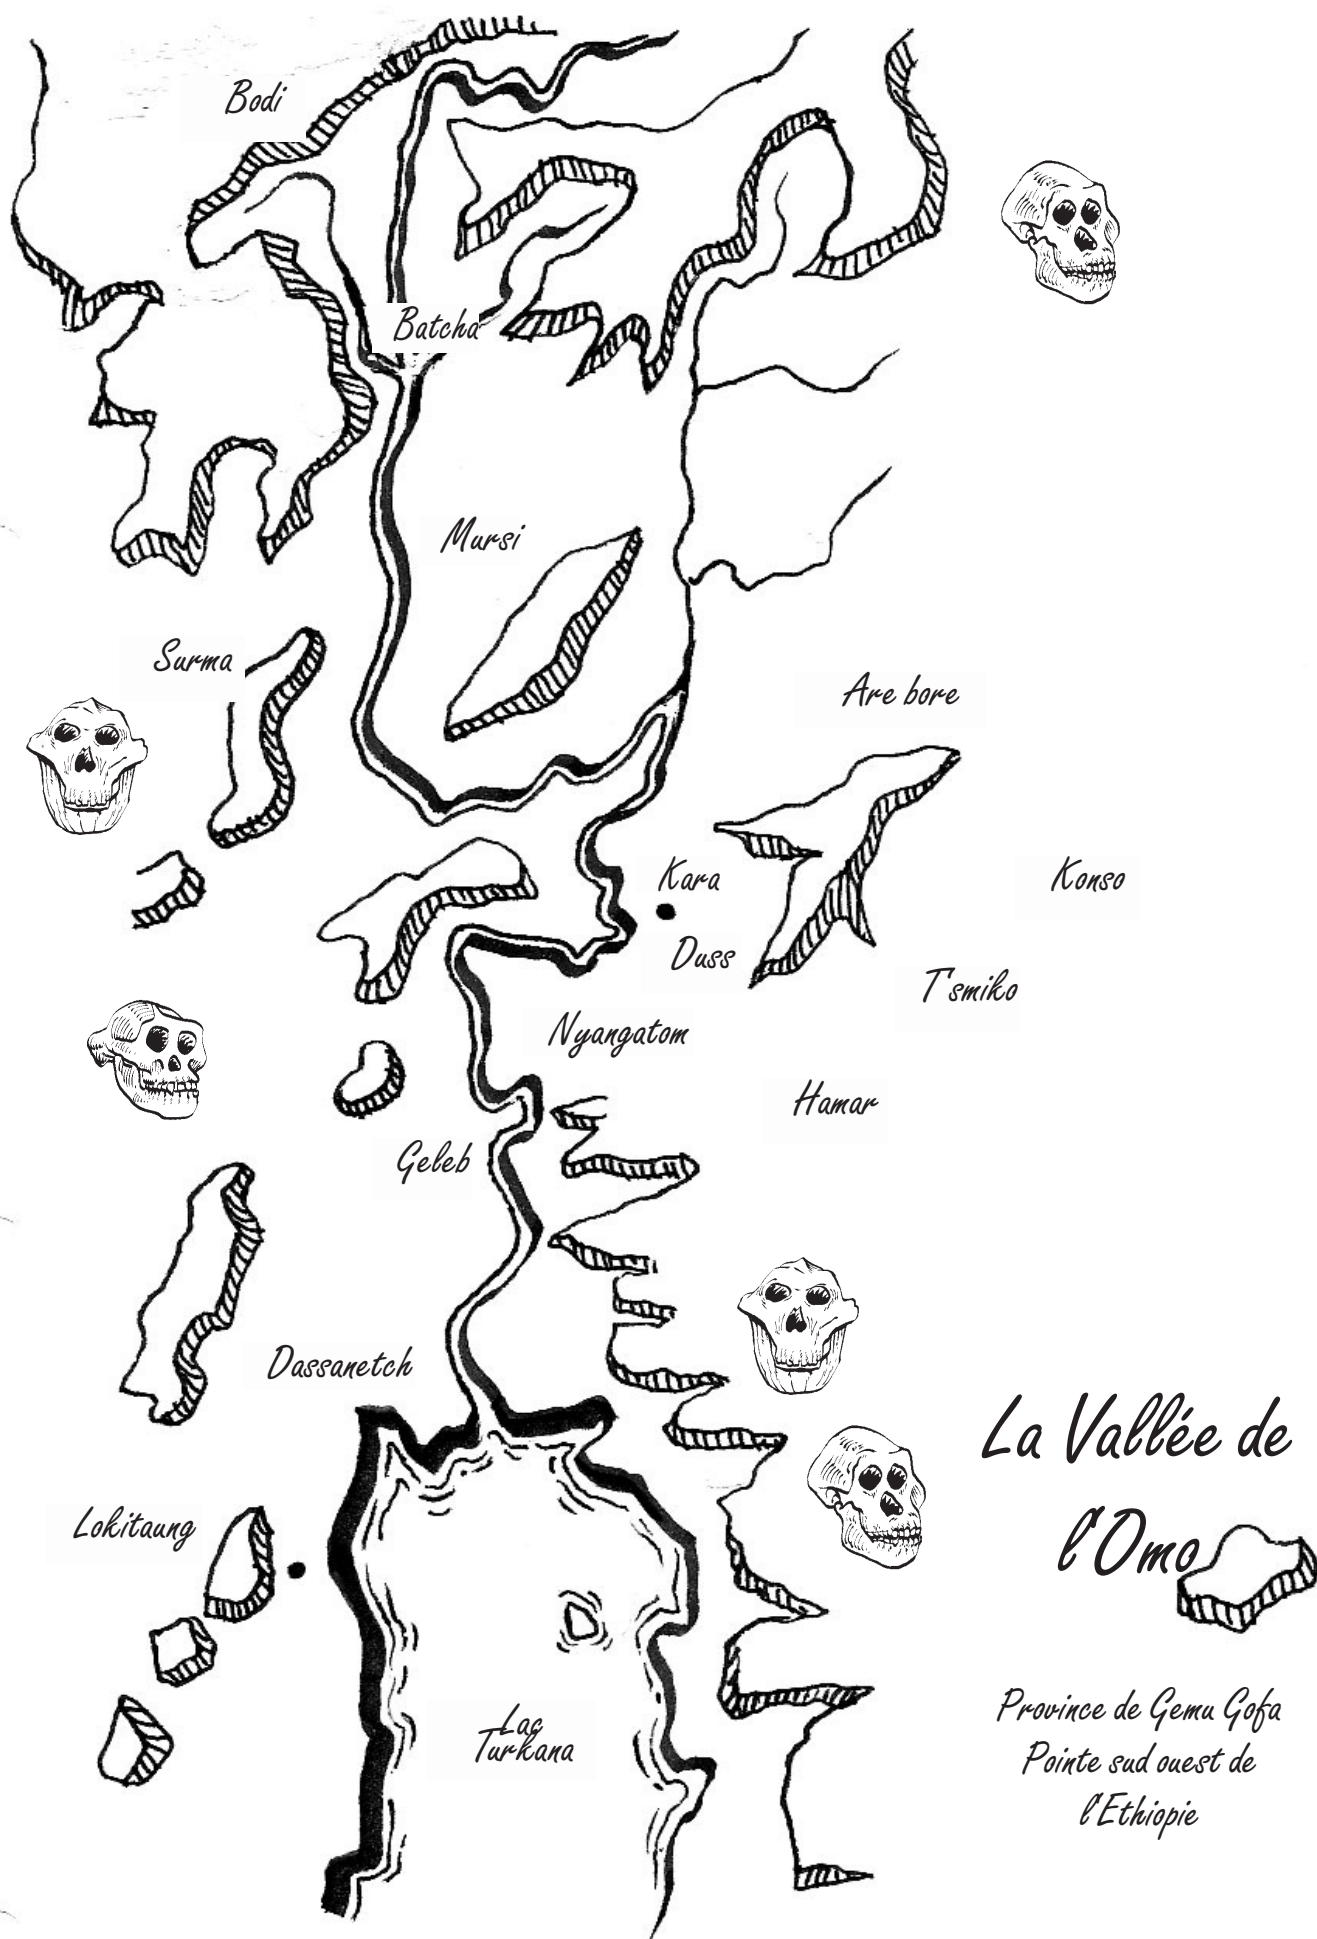 Bodi
Batcha
Mursi
Surma
Are bore
Kara
Konso
Duss
T'smiko
Nyangatom
Hamar
Geleb
Dassanetch
La Vallée de
l'Omo
Lokitaung
Lac
Turkana
Province de Gemu Gofa
Pointe sud ouest de
l'Ethiopie